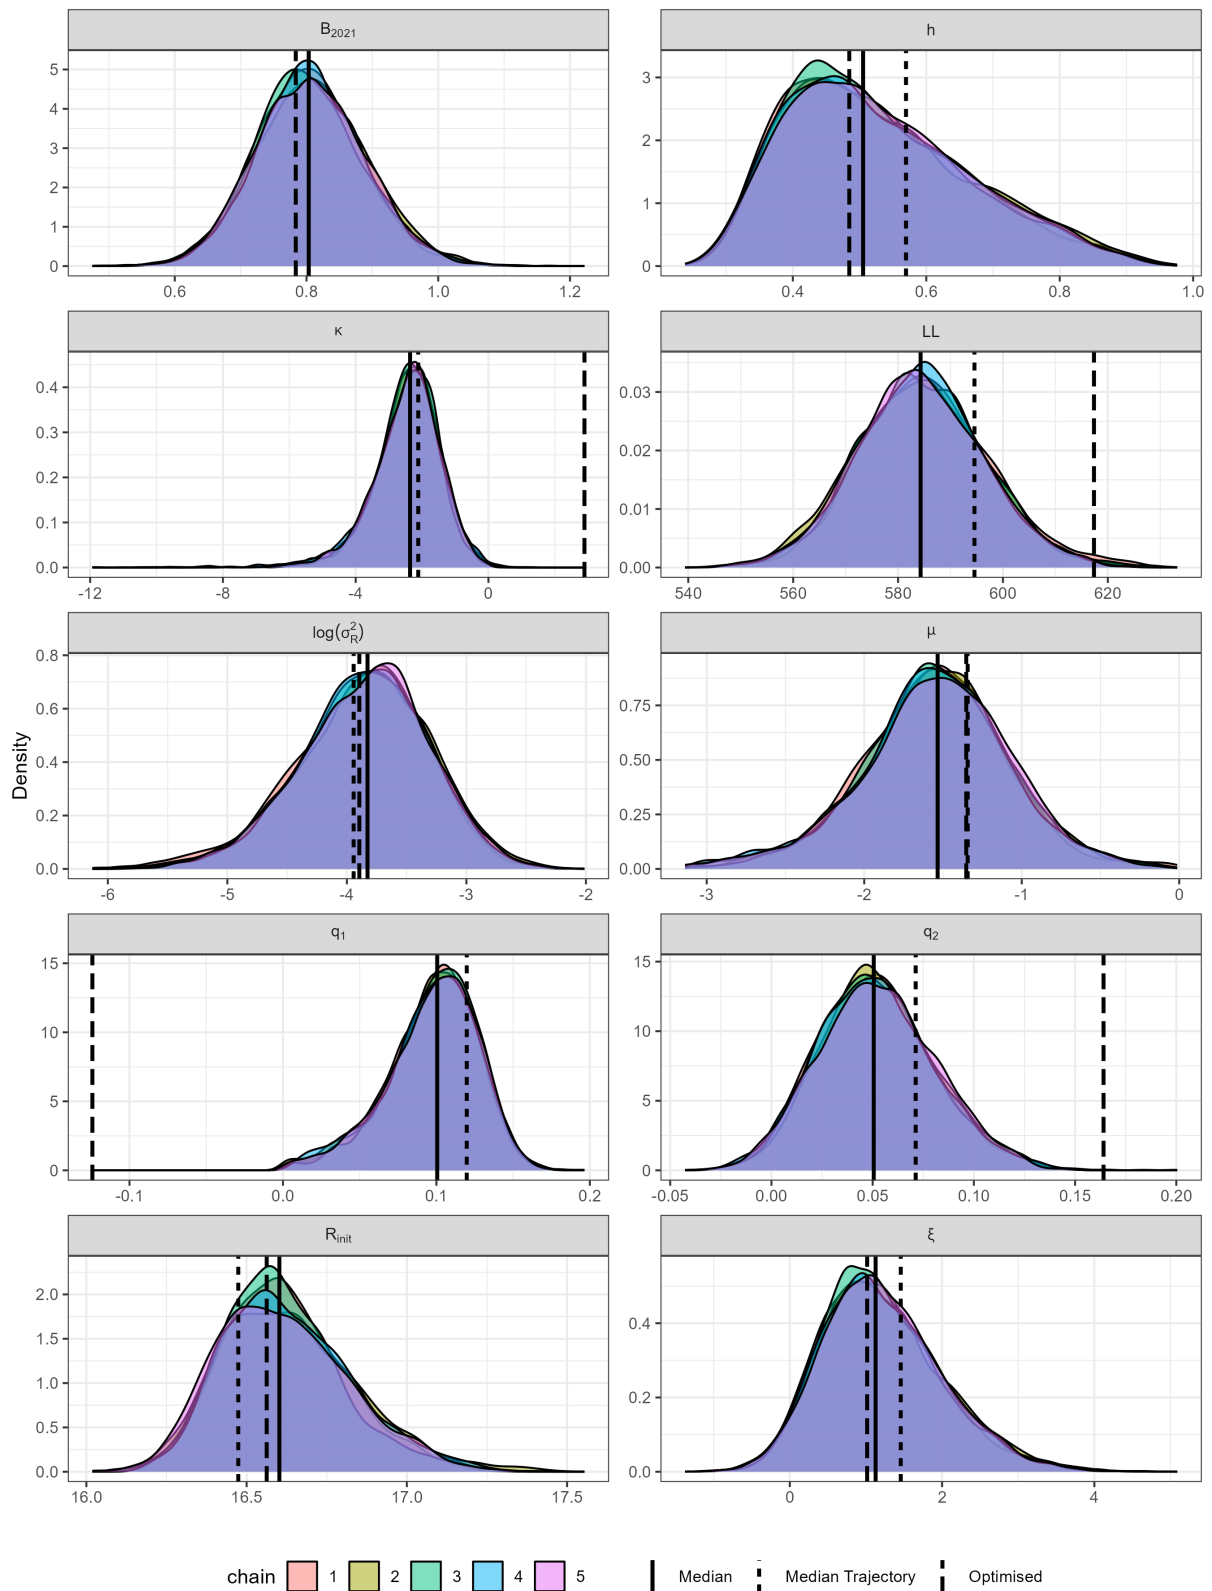 B2021
h
5
4
3
2
1
0
0.6 0.8 1.0 1.2
3
2
1
0
0.4 0.6 0.8 1.0
κ
LL
0.4
0.3
0.2
0.1
0.0
-12 -8 -4 0
0.03
0.02
0.01
0.00
540 560 580 600 620
log(σ²R)
μ
0.8
0.6
0.4
0.2
0.0
-6 -5 -4 -3 -2
0.75
0.50
0.25
0.00
-3 -2 -1 0
Density
q1
q2
15
10
5
0
-0.1 0.0 0.1 0.2
15
10
5
0
-0.05 0.00 0.05 0.10 0.15 0.20
Rinit
ξ
2.0
1.5
1.0
0.5
0.0
16.0 16.5 17.0 17.5
0.4
0.2
0.0
0 2 4
chain 1 2 3 4 5 Median Median Trajectory Optimised